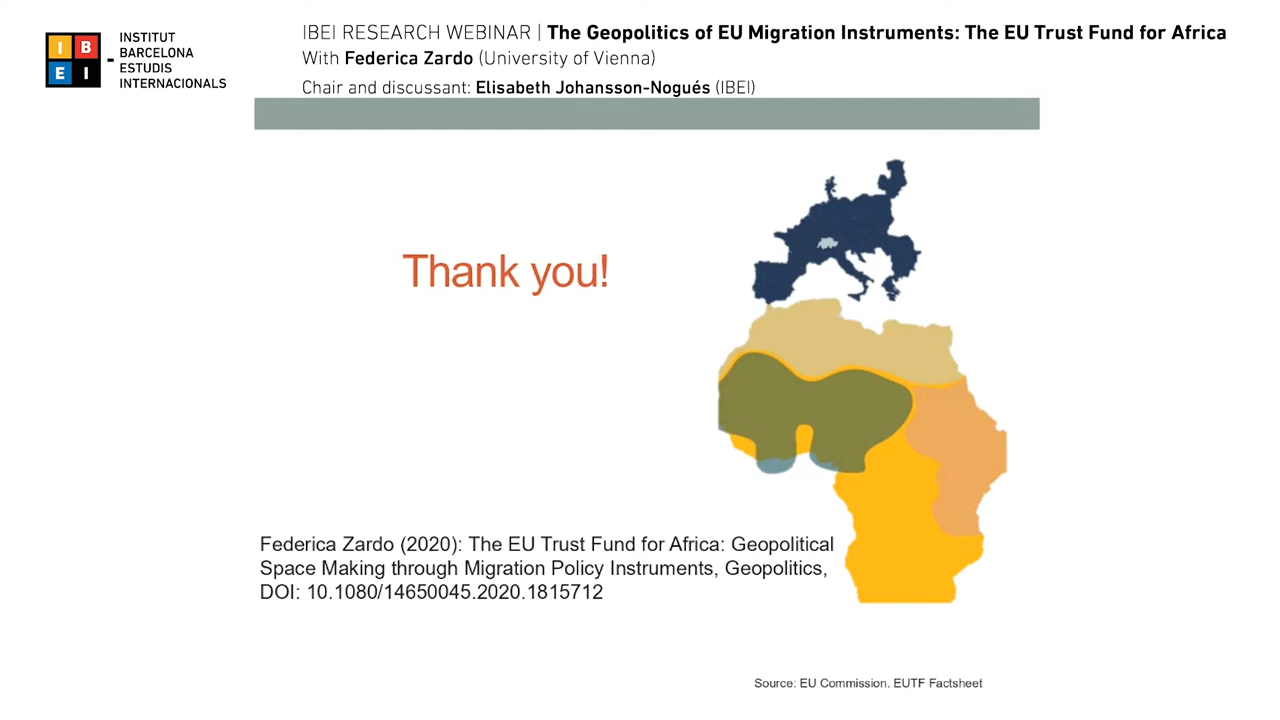 I B
E I
INSTITUT
BARCELONA
ESTUDIS
INTERNACIONALS
IBEI RESEARCH WEBINAR | The Geopolitics of EU Migration Instruments: The EU Trust Fund for Africa
With Federica Zardo (University of Vienna)
Chair and discussant: Elisabeth Johansson-Nogués (IBEI)
Thank you!
Federica Zardo (2020): The EU Trust Fund for Africa: Geopolitical
Space Making through Migration Policy Instruments, Geopolitics,
DOI: 10.1080/14650045.2020.1815712
Source: EU Commission. EUTF Factsheet